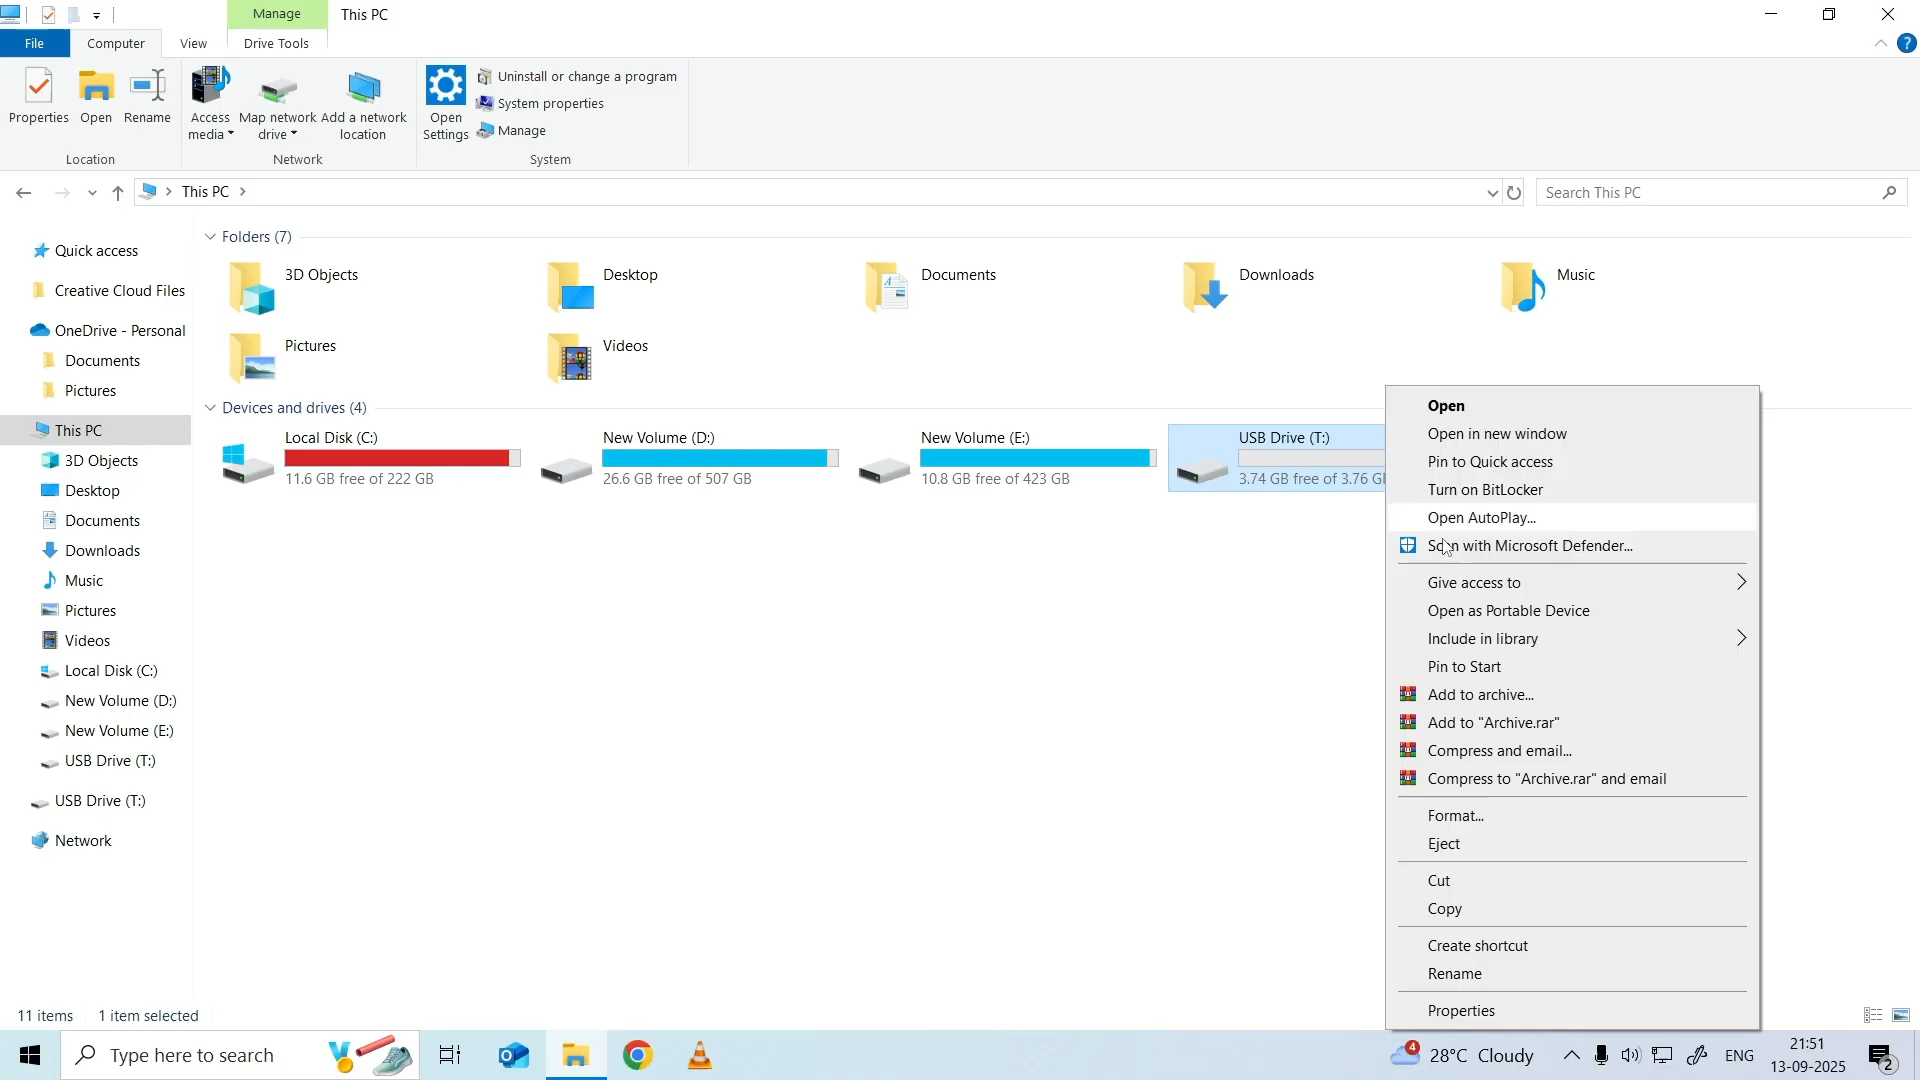 Manage
This PC
File
Computer
View
Drive Tools
Properties
Open
Rename
Access media
Map network drive
Add a network location
Open Settings
Uninstall or change a program
System properties
Manage
Location
Network
System
This PC
Search This PC
Quick access
Creative Cloud Files
OneDrive - Personal
Documents
Pictures
This PC
3D Objects
Desktop
Documents
Downloads
Music
Pictures
Videos
Local Disk (C:)
New Volume (D:)
New Volume (E:)
USB Drive (T:)
USB Drive (T:)
Network
Folders (7)
3D Objects
Desktop
Documents
Downloads
Music
Pictures
Videos
Devices and drives (4)
Local Disk (C:)
11.6 GB free of 222 GB
New Volume (D:)
26.6 GB free of 507 GB
New Volume (E:)
10.8 GB free of 423 GB
USB Drive (T:)
3.74 GB free of 3.76 G
Open
Open in new window
Pin to Quick access
Turn on BitLocker
Open AutoPlay...
Scan with Microsoft Defender...
Give access to
Open as Portable Device
Include in library
Pin to Start
Add to archive...
Add to "Archive.rar"
Compress and email...
Compress to "Archive.rar" and email
Format...
Eject
Cut
Copy
Create shortcut
Rename
Properties
11 items
1 item selected
Type here to search
4
28°C Cloudy
ENG
21:51
13-09-2025
2